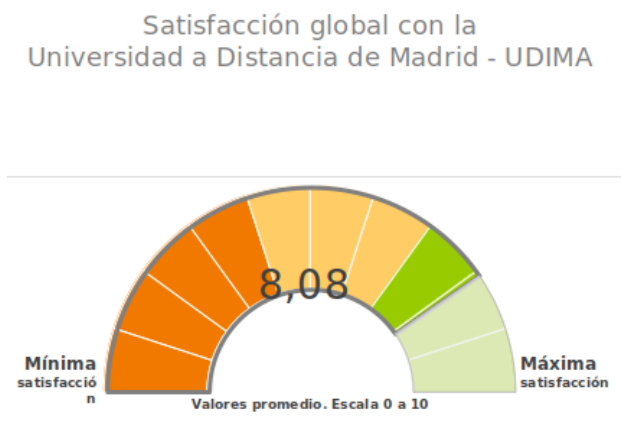 Satisfacción global con la
Universidad a Distancia de Madrid - UDIMA
8,08
Mínima
satisfacció
n
Máxima
satisfacción
Valores promedio. Escala 0 a 10